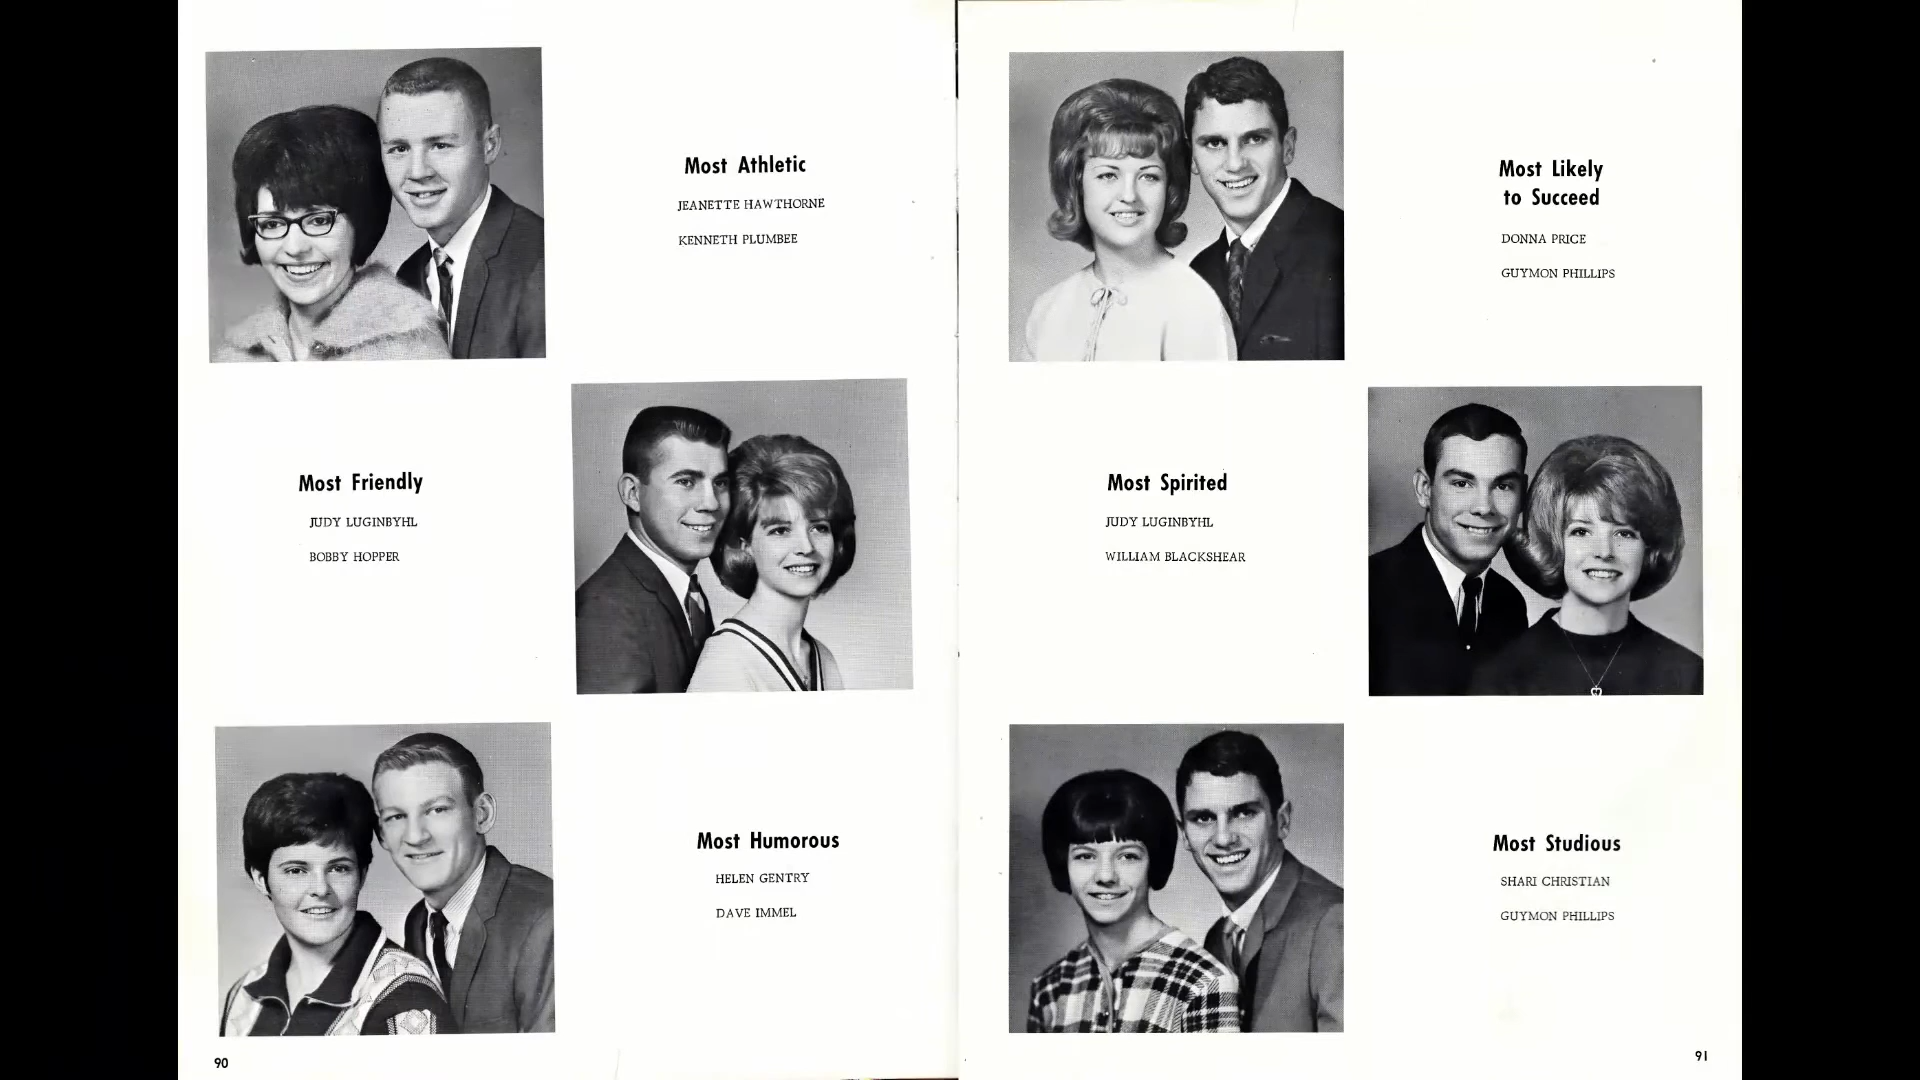 Most Athletic
JEANETTE HAWTHORNE
KENNETH PLUMBEE
Most Friendly
JUDY LUGINBYHL
BOBBY HOPPER
Most Humorous
HELEN GENTRY
DAVE IMMEL
90
Most Likely
to Succeed
DONNA PRICE
GUYMON PHILLIPS
Most Spirited
JUDY LUGINBYHL
WILLIAM BLACKSHEAR
Most Studious
SHARI CHRISTIAN
GUYMON PHILLIPS
91